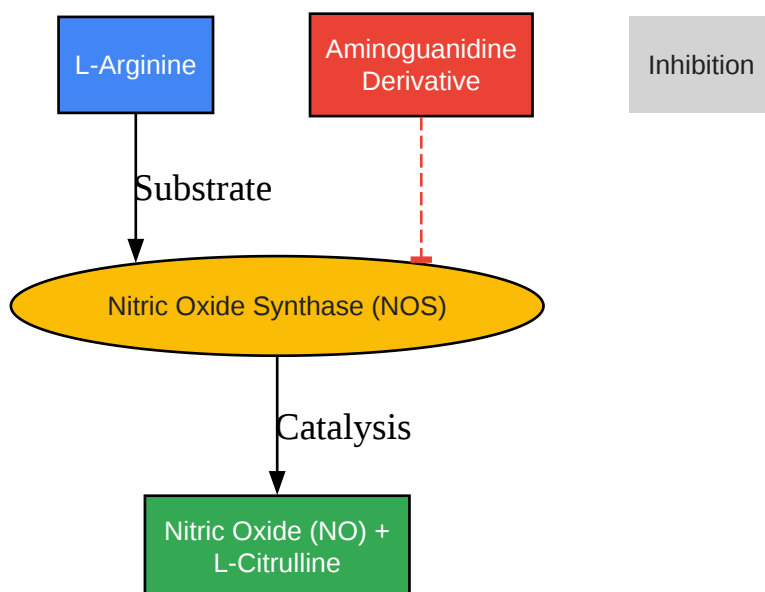 L-Arginine
Aminoguanidine
Derivative
Inhibition
Substrate
Nitric Oxide Synthase (NOS)
Catalysis
Nitric Oxide (NO) +
L-Citrulline